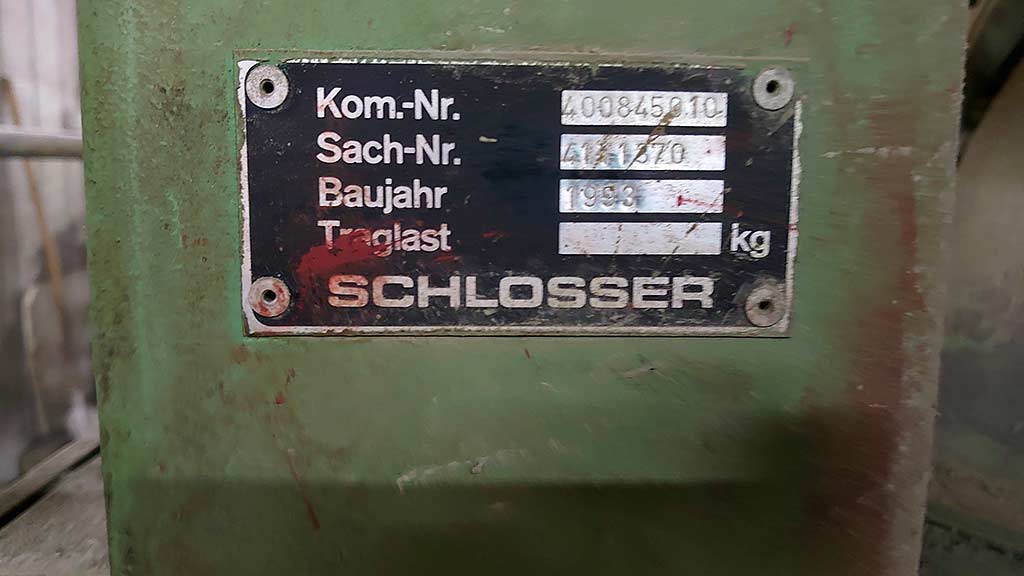 Kom.-Nr. 400845010
Sach-Nr.
Baujahr 1993
Traglast kg
SCHLOSSER